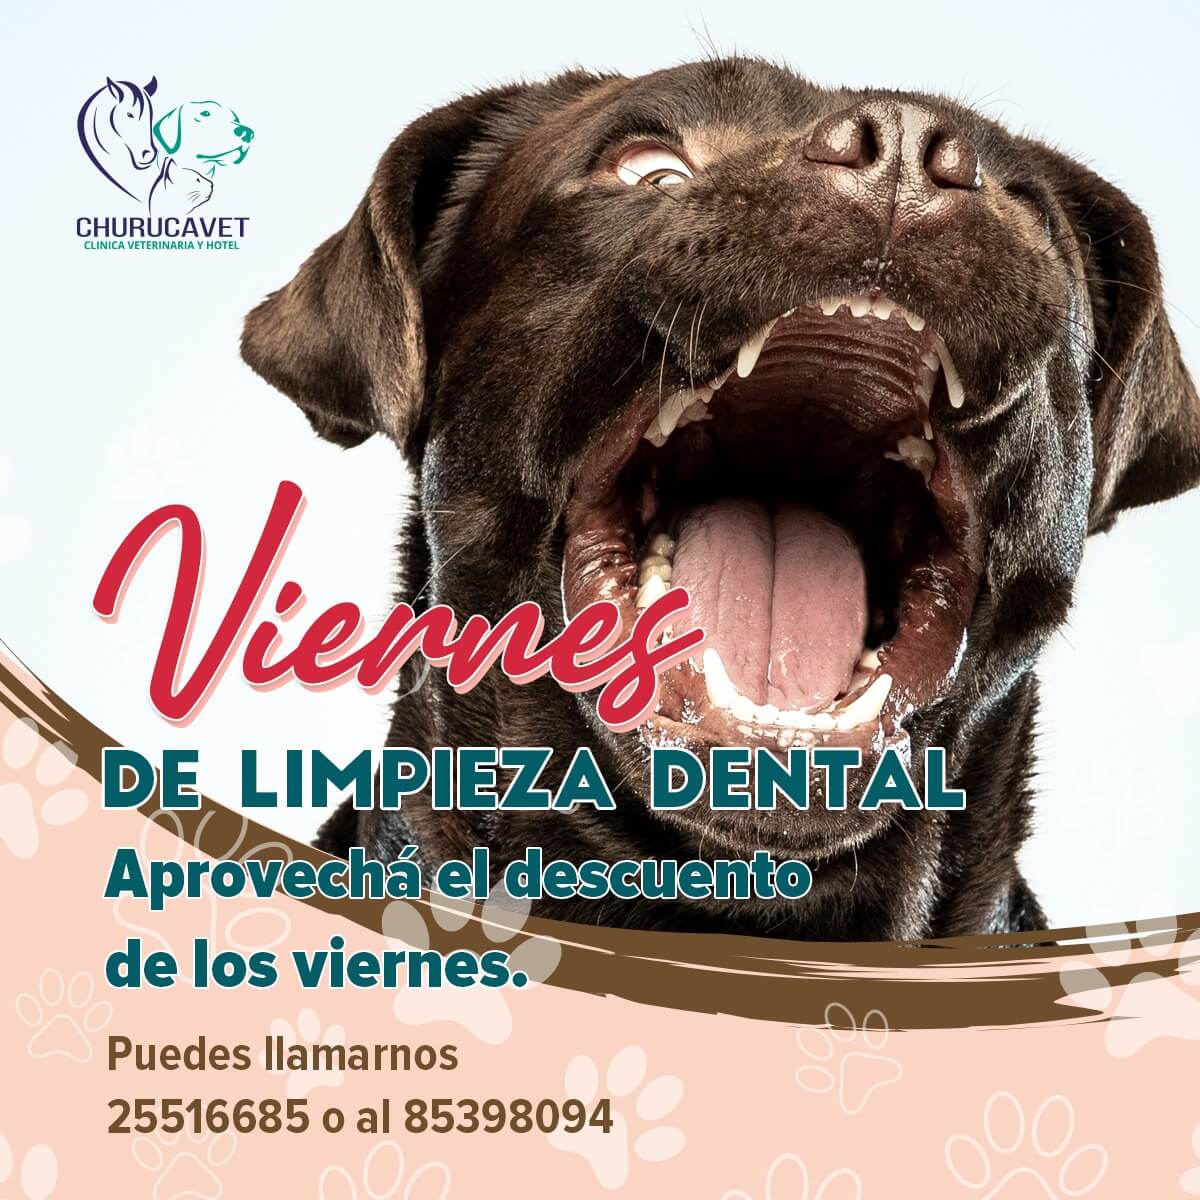 CHURUCAVET
CLINICA VETERINARIA Y HOTEL
Viernes
DE LIMPIEZA DENTAL
Aprovechá el descuento
de los viernes.
Puedes llamarnos
25516685 o al 85398094